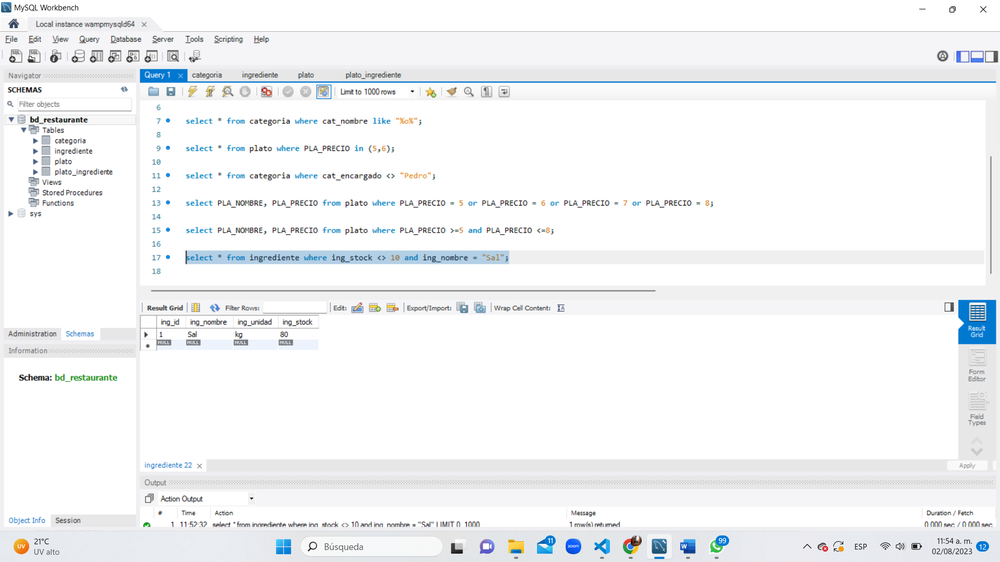 MySQL Workbench
Local instance wampmysqld64
File Edit View Query Database Server Tools Scripting Help
Navigator
SCHEMAS
Filter objects
bd_restaurante
Tables
categoria
ingrediente
plato
plato_ingrediente
Views
Stored Procedures
Functions
sys
Administration Schemas
Information
Schema: bd_restaurante
Object Info Session
Query 1 categoria ingrediente plato plato_ingrediente
Limit to 1000 rows
6
7 select * from categoria where cat_nombre like "%o%";
8
9 select * from plato where PLA_PRECIO in (5,6);
10
11 select * from categoria where cat_encargado <> "Pedro";
12
13 select PLA_NOMBRE, PLA_PRECIO from plato where PLA_PRECIO = 5 or PLA_PRECIO = 6 or PLA_PRECIO = 7 or PLA_PRECIO = 8;
14
15 select PLA_NOMBRE, PLA_PRECIO from plato where PLA_PRECIO >=5 and PLA_PRECIO <=8;
16
17 select * from ingrediente where ing_stock <> 10 and ing_nombre = "Sal";
18
Result Grid Filter Rows: Edit: Export/Import: Wrap Cell Content:
ing_id ing_nombre ing_unidad ing_stock
1 Sal kg 80
NULL NULL NULL NULL
Result
Grid
Form
Editor
Field
Types
ingrediente 22
Apply
Output
Action Output
# Time Action Message Duration / Fetch
1 11:52:32 select * from ingrediente where ing_stock <> 10 and ing_nombre = "Sal" LIMIT 0, 1000 1 row(s) returned 0.000 sec / 0.000 sec
UV
21°C
UV alto
Búsqueda
11
zoom
99
ESP
11:54 a. m.
02/08/2023
12